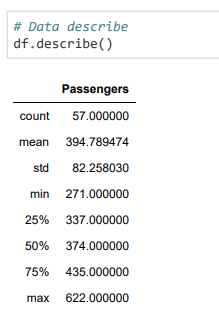 # Data describe
df.describe()
Passengers
count 57.000000
mean 394.789474
std 82.258030
min 271.000000
25% 337.000000
50% 374.000000
75% 435.000000
max 622.000000